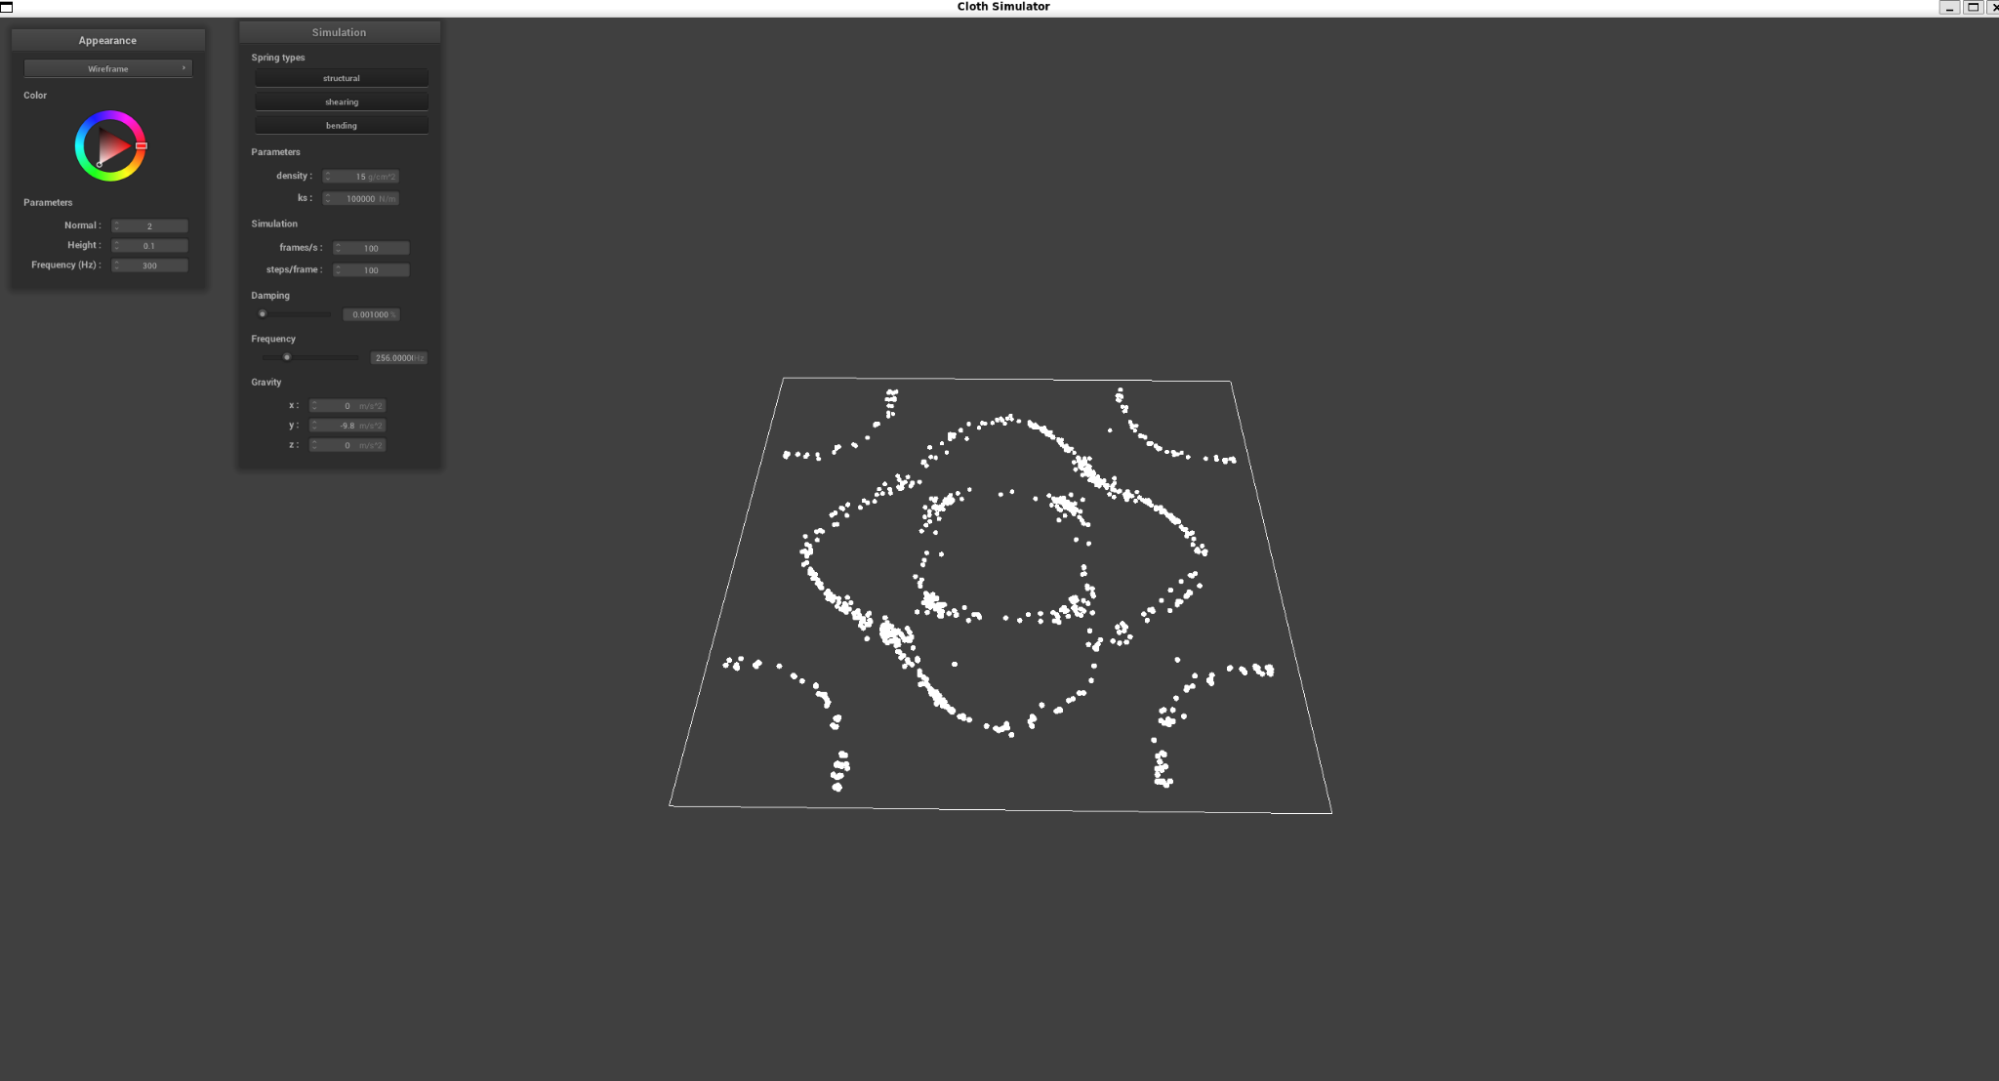 Cloth Simulator
Appearance
Wireframe
Color
Parameters
Normal : 2
Height : 0.1
Frequency (Hz) : 300
Simulation
Spring types
structural
shearing
bending
Parameters
density : 15 g/cm^2
ks : 100000 N/m
Simulation
frames/s : 100
steps/frame : 100
Damping
0.001000 %
Frequency
256.0000 Hz
Gravity
x : 0 m/s^2
y : -9.8 m/s^2
z : 0 m/s^2